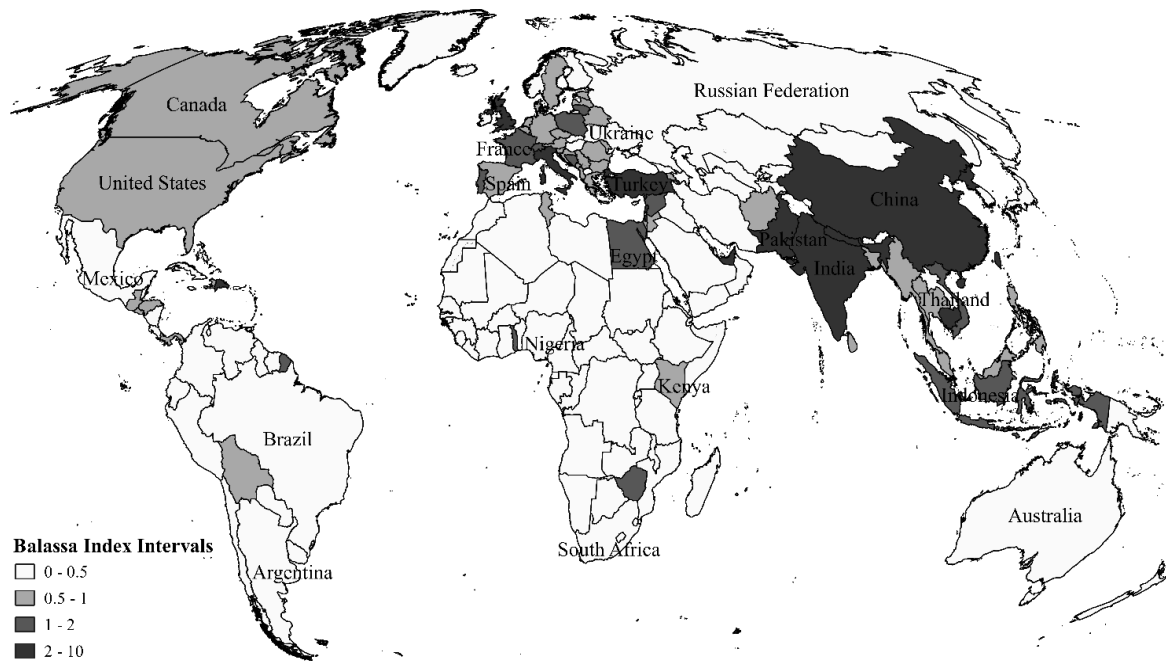 Russian Federation
Canada
Ukraine
France
United States
Spain
Turkey
China
Pakistan
Egypt
India
Mexico
Thailand
Nigeria
Kenya
Indonesia
Brazil
Australia
South Africa
Argentina
Balassa Index Intervals
0 - 0.5
0.5 - 1
1 - 2
2 - 10